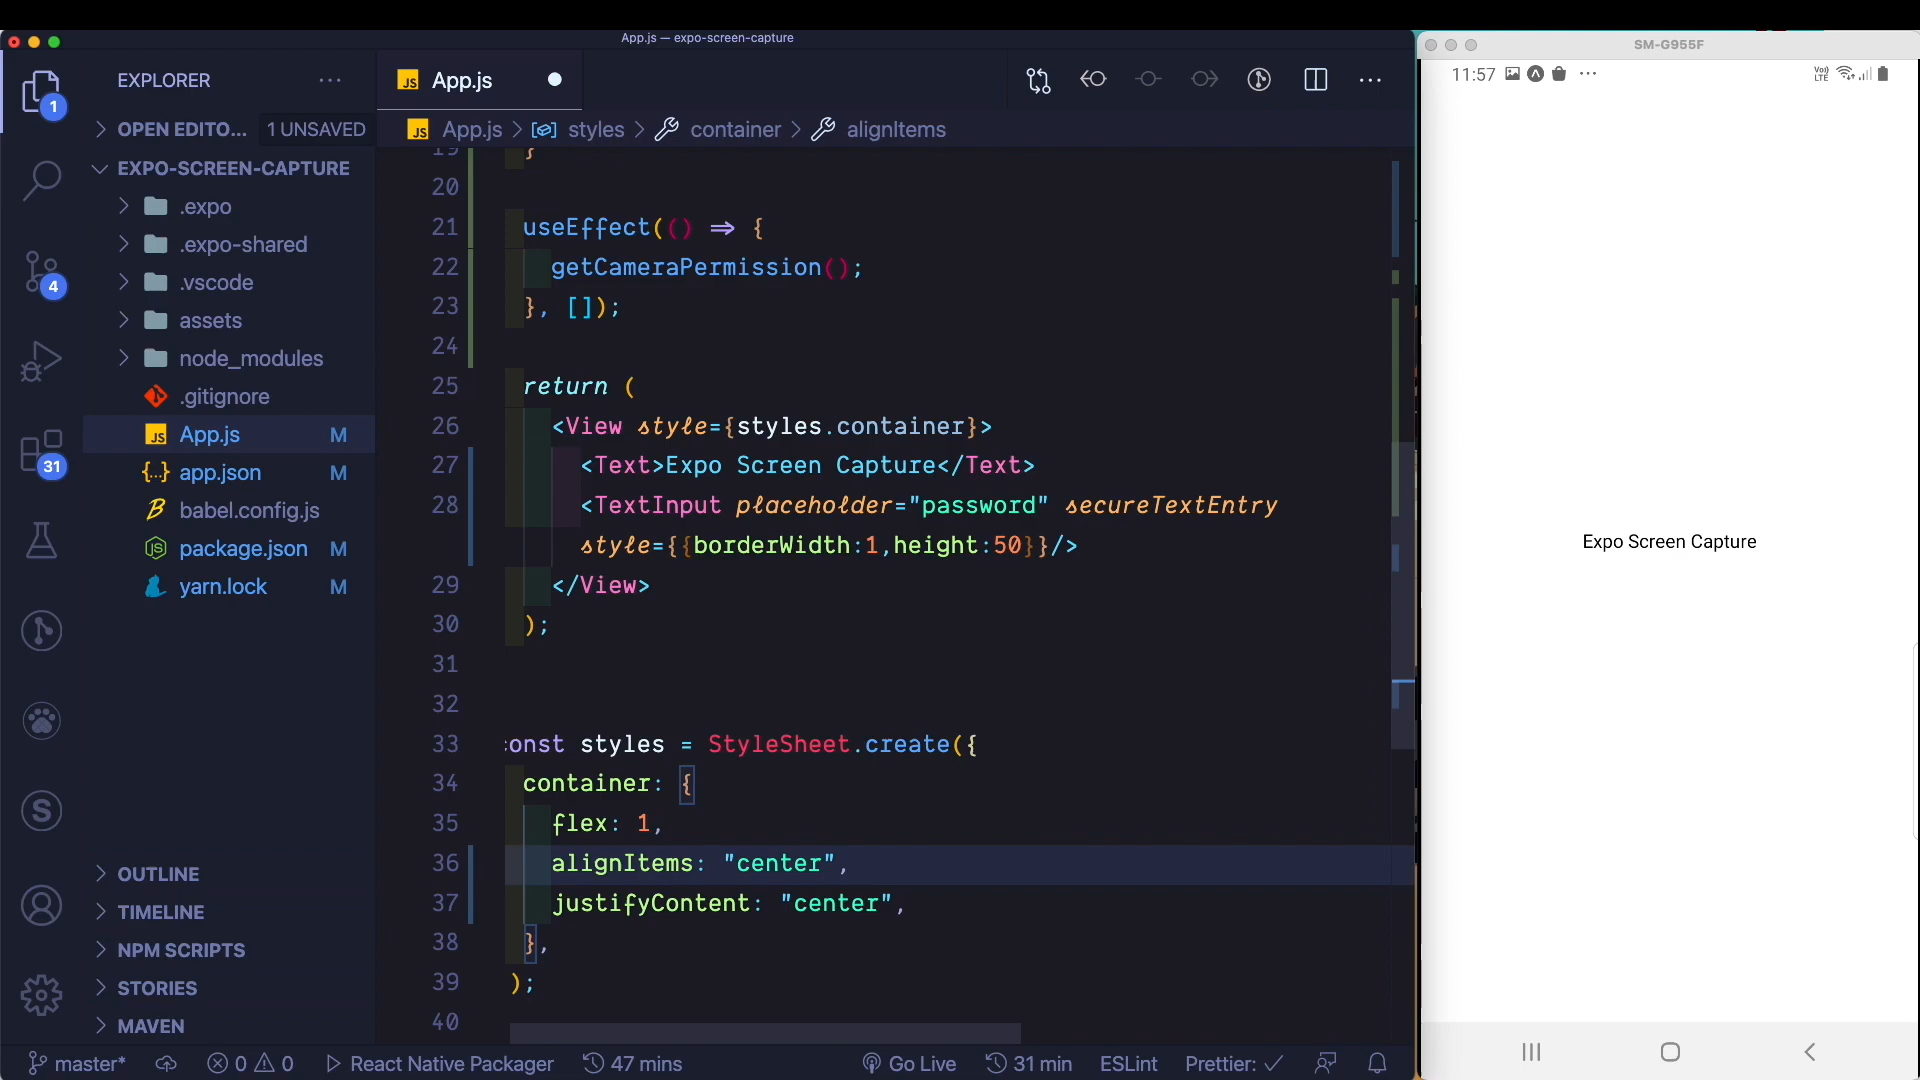 App.js — expo-screen-capture
SM-G955F
EXPLORER
App.js
11:57
OPEN EDITO... 1 UNSAVED
App.js > styles > container > alignItems
EXPO-SCREEN-CAPTURE
.expo
.expo-shared
.vscode
assets
node_modules
.gitignore
App.js M
app.json M
babel.config.js
package.json M
yarn.lock M
OUTLINE
TIMELINE
NPM SCRIPTS
STORIES
MAVEN
1
4
31
19 }
20
21 useEffect(() => {
22 getCameraPermission();
23 }, []);
24
25 return (
26 <View style={styles.container}>
27 <Text>Expo Screen Capture</Text>
28 <TextInput placeholder="password" secureTextEntry
style={{borderWidth:1,height:50}}/>
29 </View>
30 );
31
32
33 const styles = StyleSheet.create({
34 container: {
35 flex: 1,
36 alignItems: "center",
37 justifyContent: "center",
38 },
39 );
40
Expo Screen Capture
master* 0 0 React Native Packager 47 mins Go Live 31 min ESLint Prettier: ✓